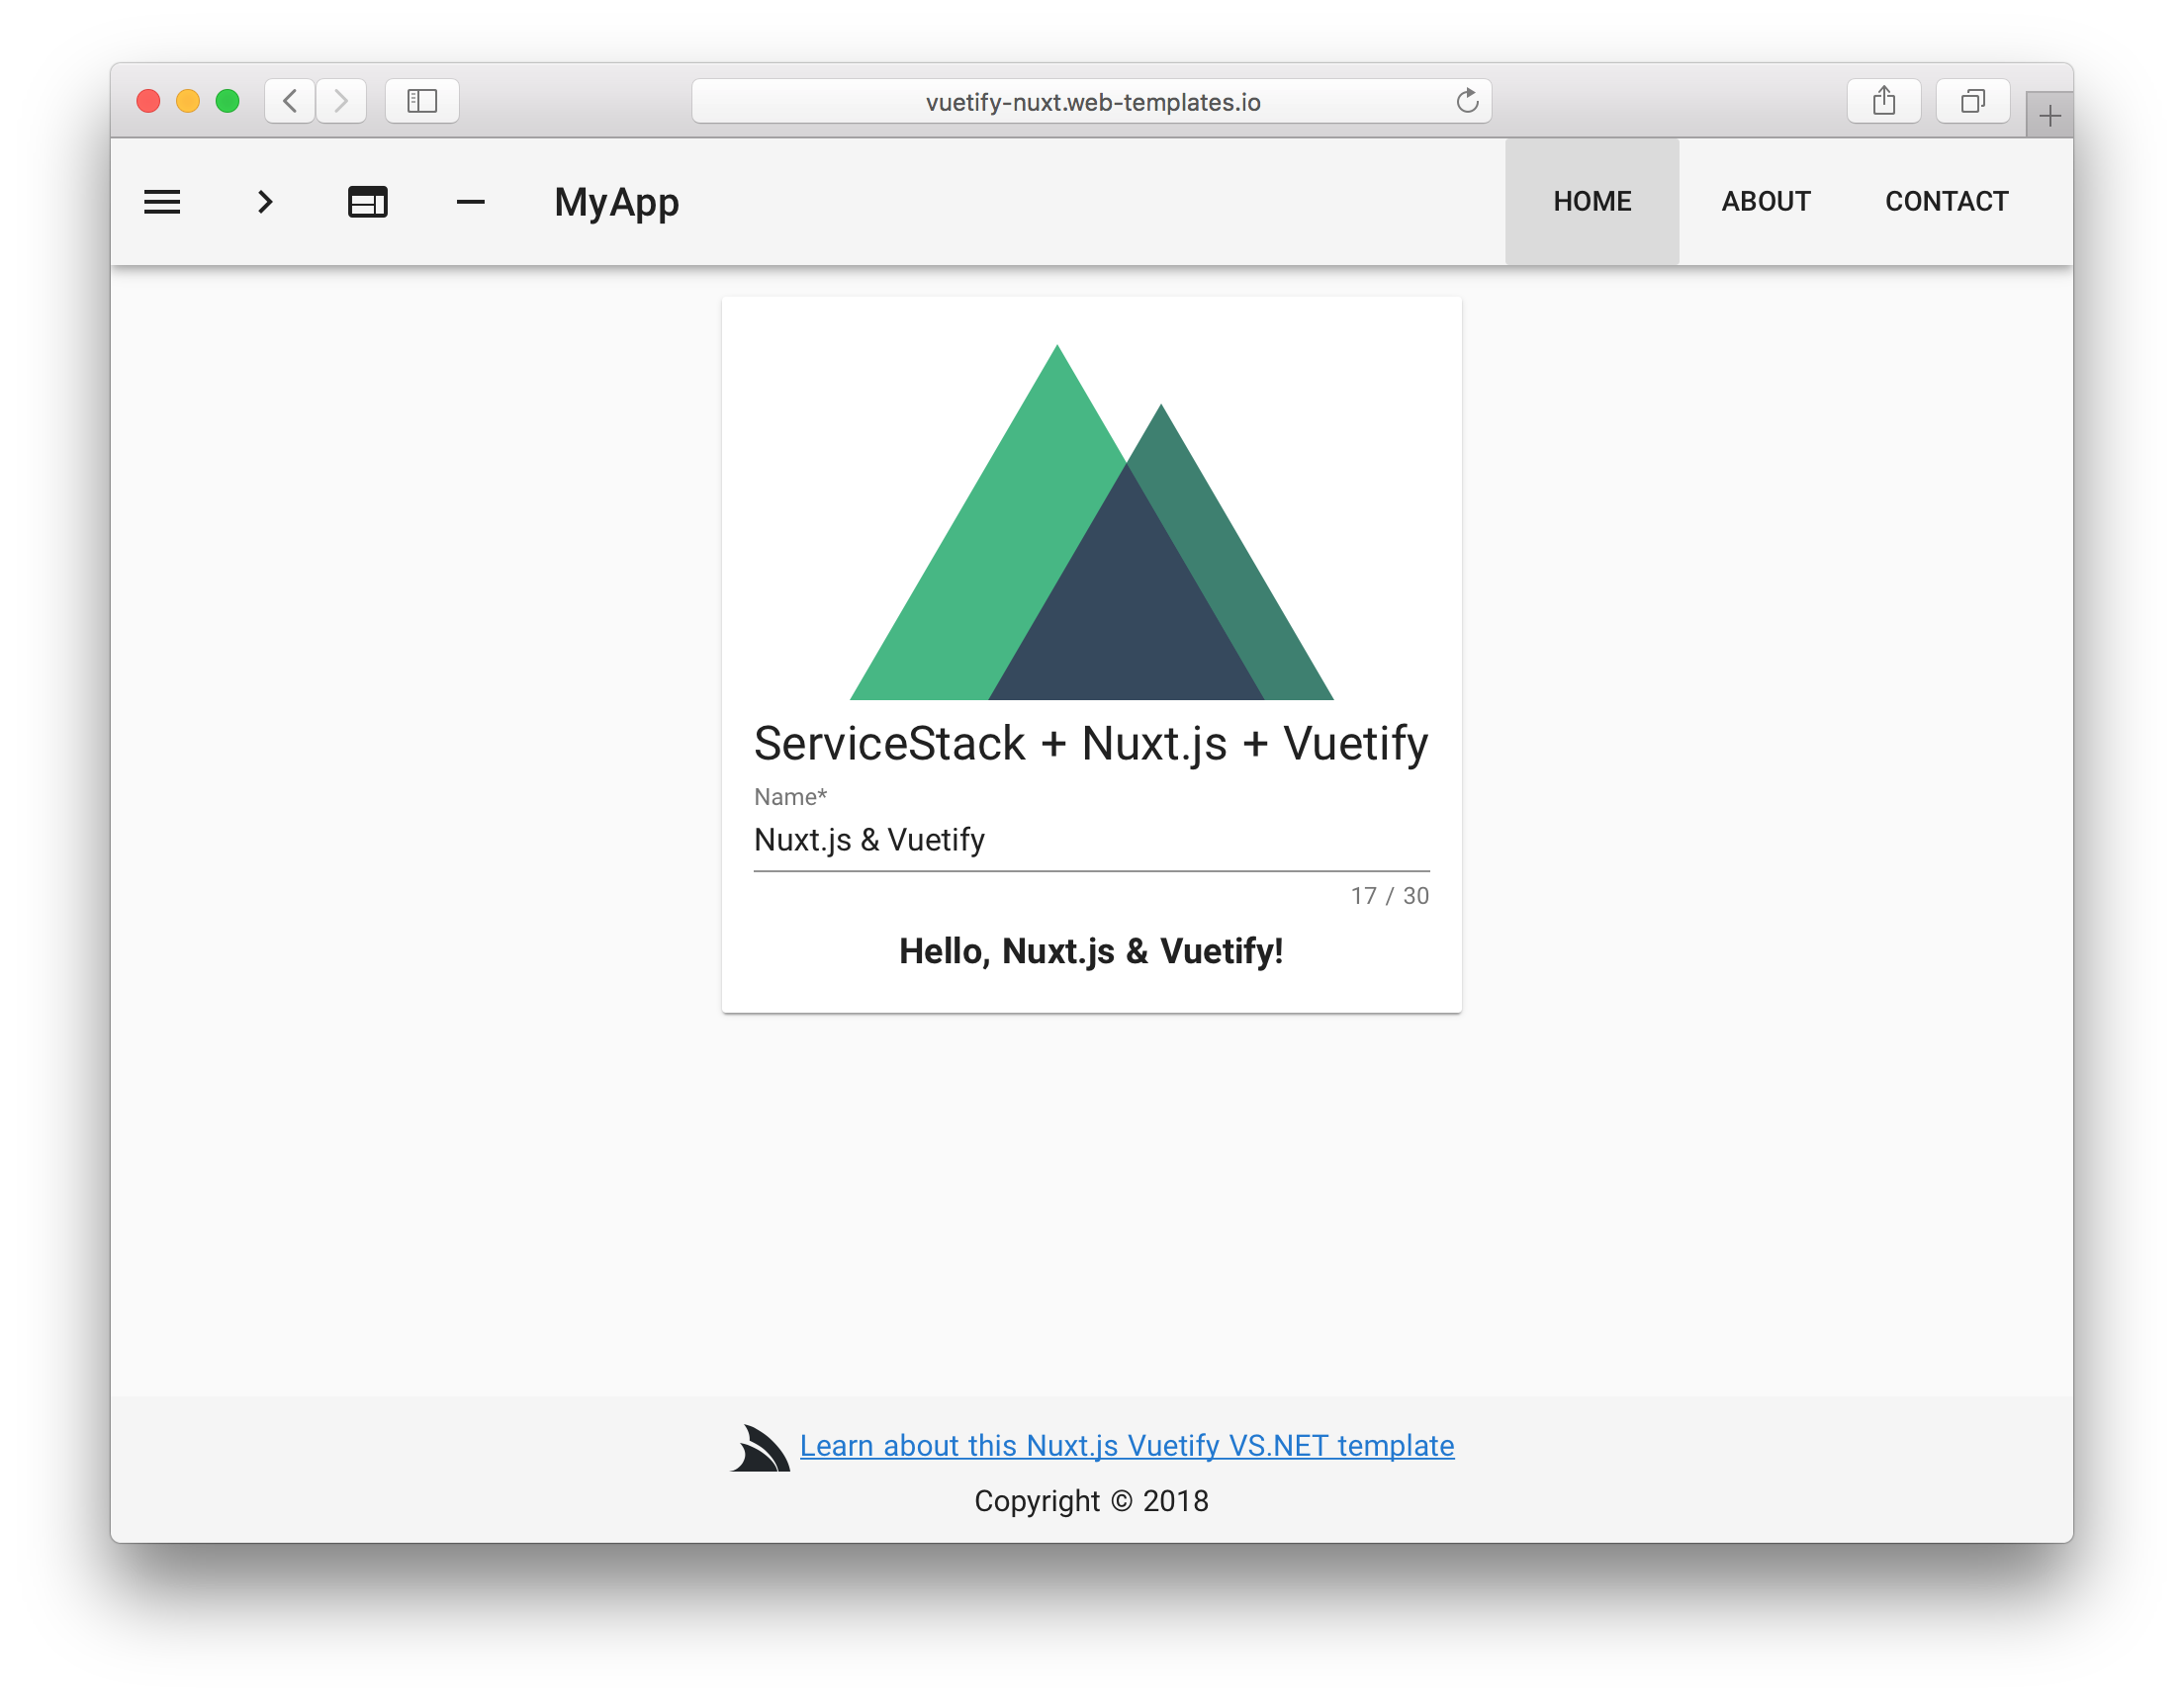 vuetify-nuxt.web-templates.io
MyApp
HOME ABOUT CONTACT
ServiceStack + Nuxt.js + Vuetify
Name*
Nuxt.js & Vuetify
17 / 30
Hello, Nuxt.js & Vuetify!
Learn about this Nuxt.js Vuetify VS.NET template
Copyright © 2018